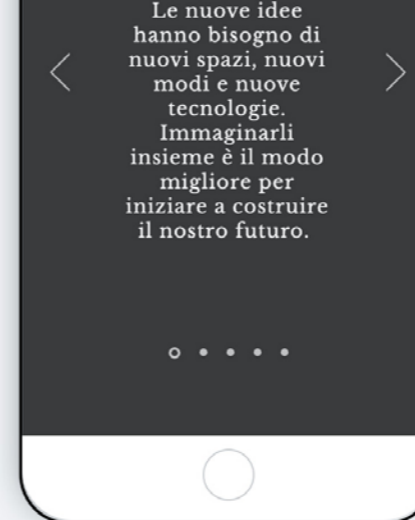 Le nuove idee
hanno bisogno di
nuovi spazi, nuovi
modi e nuove
tecnologie.
Immaginarli
insieme è il modo
migliore per
iniziare a costruire
il nostro futuro.